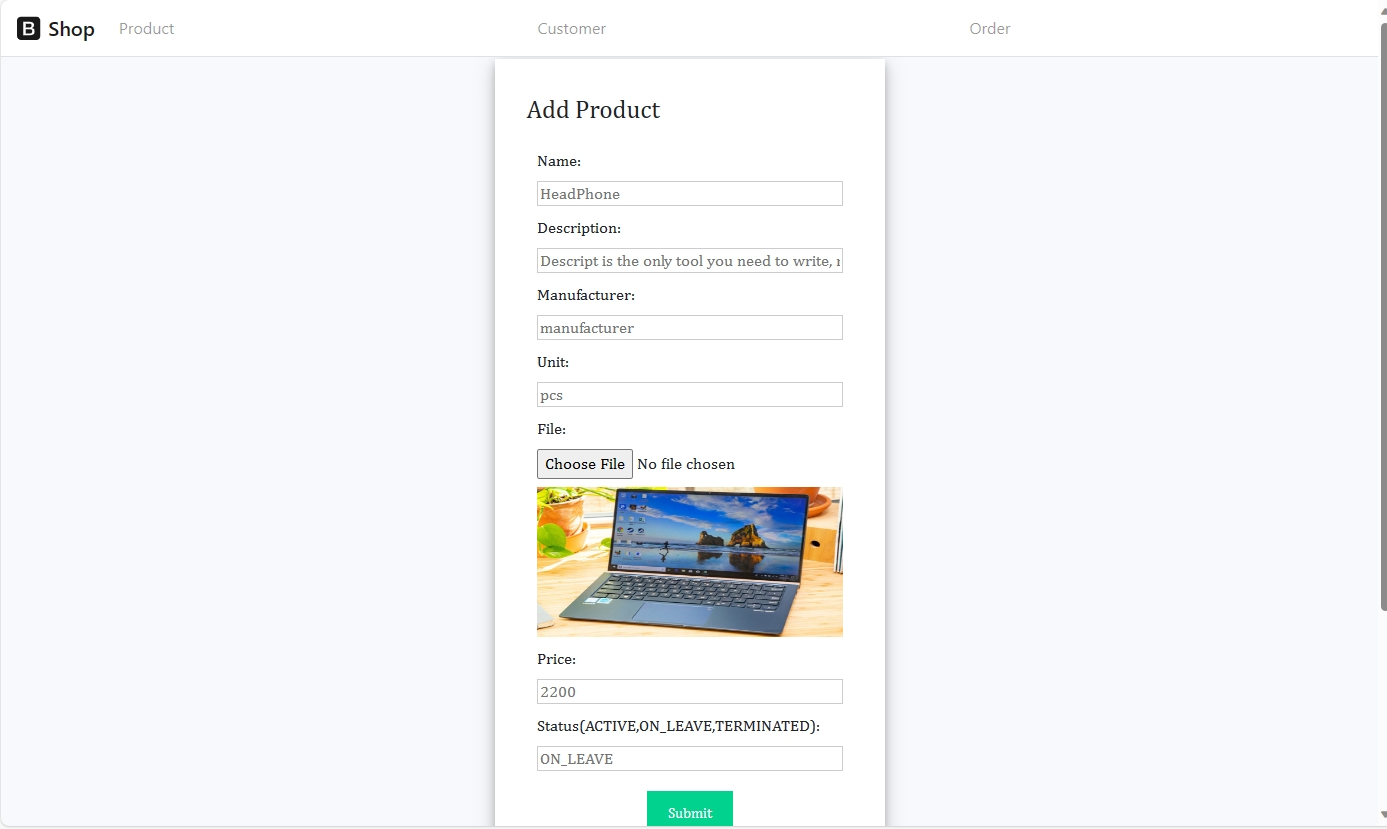 B Shop Product Customer Order
Add Product
Name:
HeadPhone
Description:
Descript is the only tool you need to write,
Manufacturer:
manufacturer
Unit:
pcs
File:
Choose File No file chosen
Price:
2200
Status(ACTIVE,ON_LEAVE,TERMINATED):
ON_LEAVE
Submit